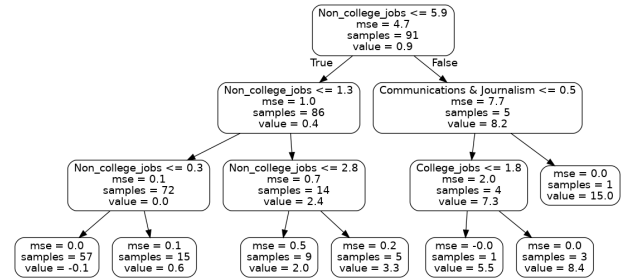 Non_college_jobs <= 5.9
mse = 4.7
samples = 91
value = 0.9
True
False
Non_college_jobs <= 1.3
mse = 1.0
samples = 86
value = 0.4
Communications & Journalism <= 0.5
mse = 7.7
samples = 5
value = 8.2
Non_college_jobs <= 0.3
mse = 0.1
samples = 72
value = 0.0
Non_college_jobs <= 2.8
mse = 0.7
samples = 14
value = 2.4
College_jobs <= 1.8
mse = 2.0
samples = 4
value = 7.3
mse = 0.0
samples = 1
value = 15.0
mse = 0.0
samples = 57
value = -0.1
mse = 0.1
samples = 15
value = 0.6
mse = 0.5
samples = 9
value = 2.0
mse = 0.2
samples = 5
value = 3.3
mse = -0.0
samples = 1
value = 5.5
mse = 0.0
samples = 3
value = 8.4